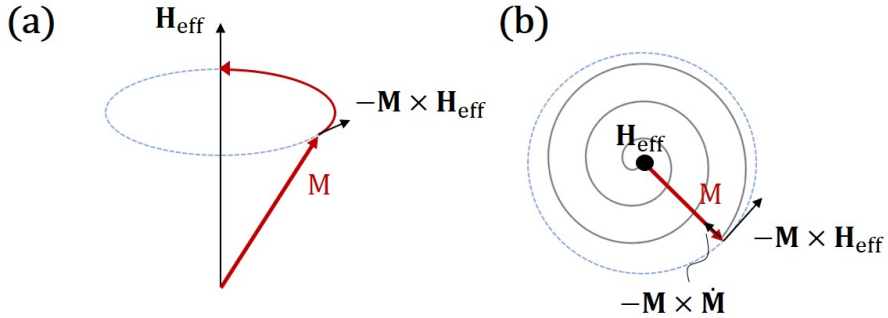 (a)
𝐇eff
−𝐌 × 𝐇eff
M
(b)
𝐇eff
M
−𝐌 × 𝐇eff
−𝐌 × 𝐌̇